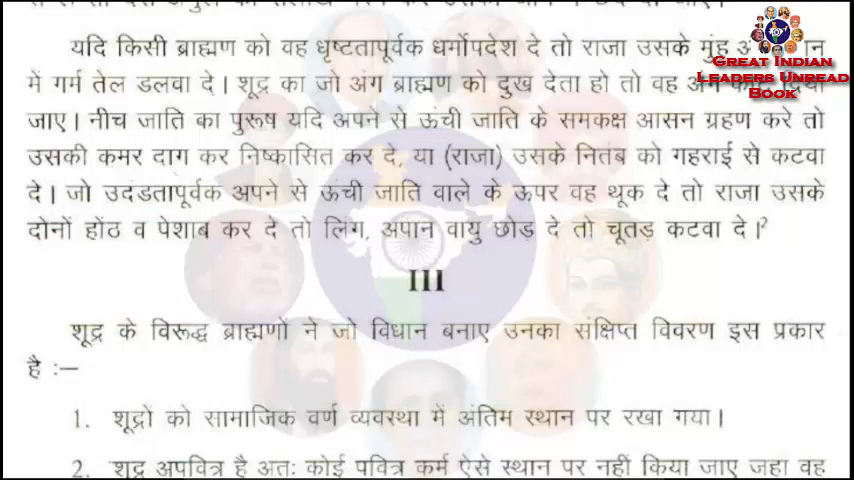 यदि किसी ब्राह्मण को वह धृष्टतापूर्वक धर्मोपदेश दे तो राजा उसके मुंह
में गर्म तेल डलवा दे। शूद्र का जो अंग ब्राह्मण को दुख देता हो तो वह
जाए। नीच जाति का पुरूष यदि अपने से ऊंची जाति के समकक्ष आसन ग्रहण करे तो
उसकी कमर दाग कर निष्कासित कर दे, या (राजा) उसके नितब को गहराई से कटवा
दे। जो उदंडतापूर्वक अपने से ऊंची जाति वाले के ऊपर वह थूक दे तो राजा उसके
दोनों होंठ व पेशाब कर दे तो लिग, अपान वायु छोड़ दे तो चूतड़ कटवा दे।²
III
शूद्र के विरूद्ध ब्राह्मणों ने जो विधान बनाए उनका संक्षिप्त विवरण इस प्रकार
है :—
1. शूद्रों को सामाजिक वर्ण व्यवस्था में अंतिम स्थान पर रखा गया।
2. शूद्र अपवित्र है अतः कोई पवित्र कर्म ऐसे स्थान पर नहीं किया जाए जहा वह
Great Indian
Leaders Unread
Book